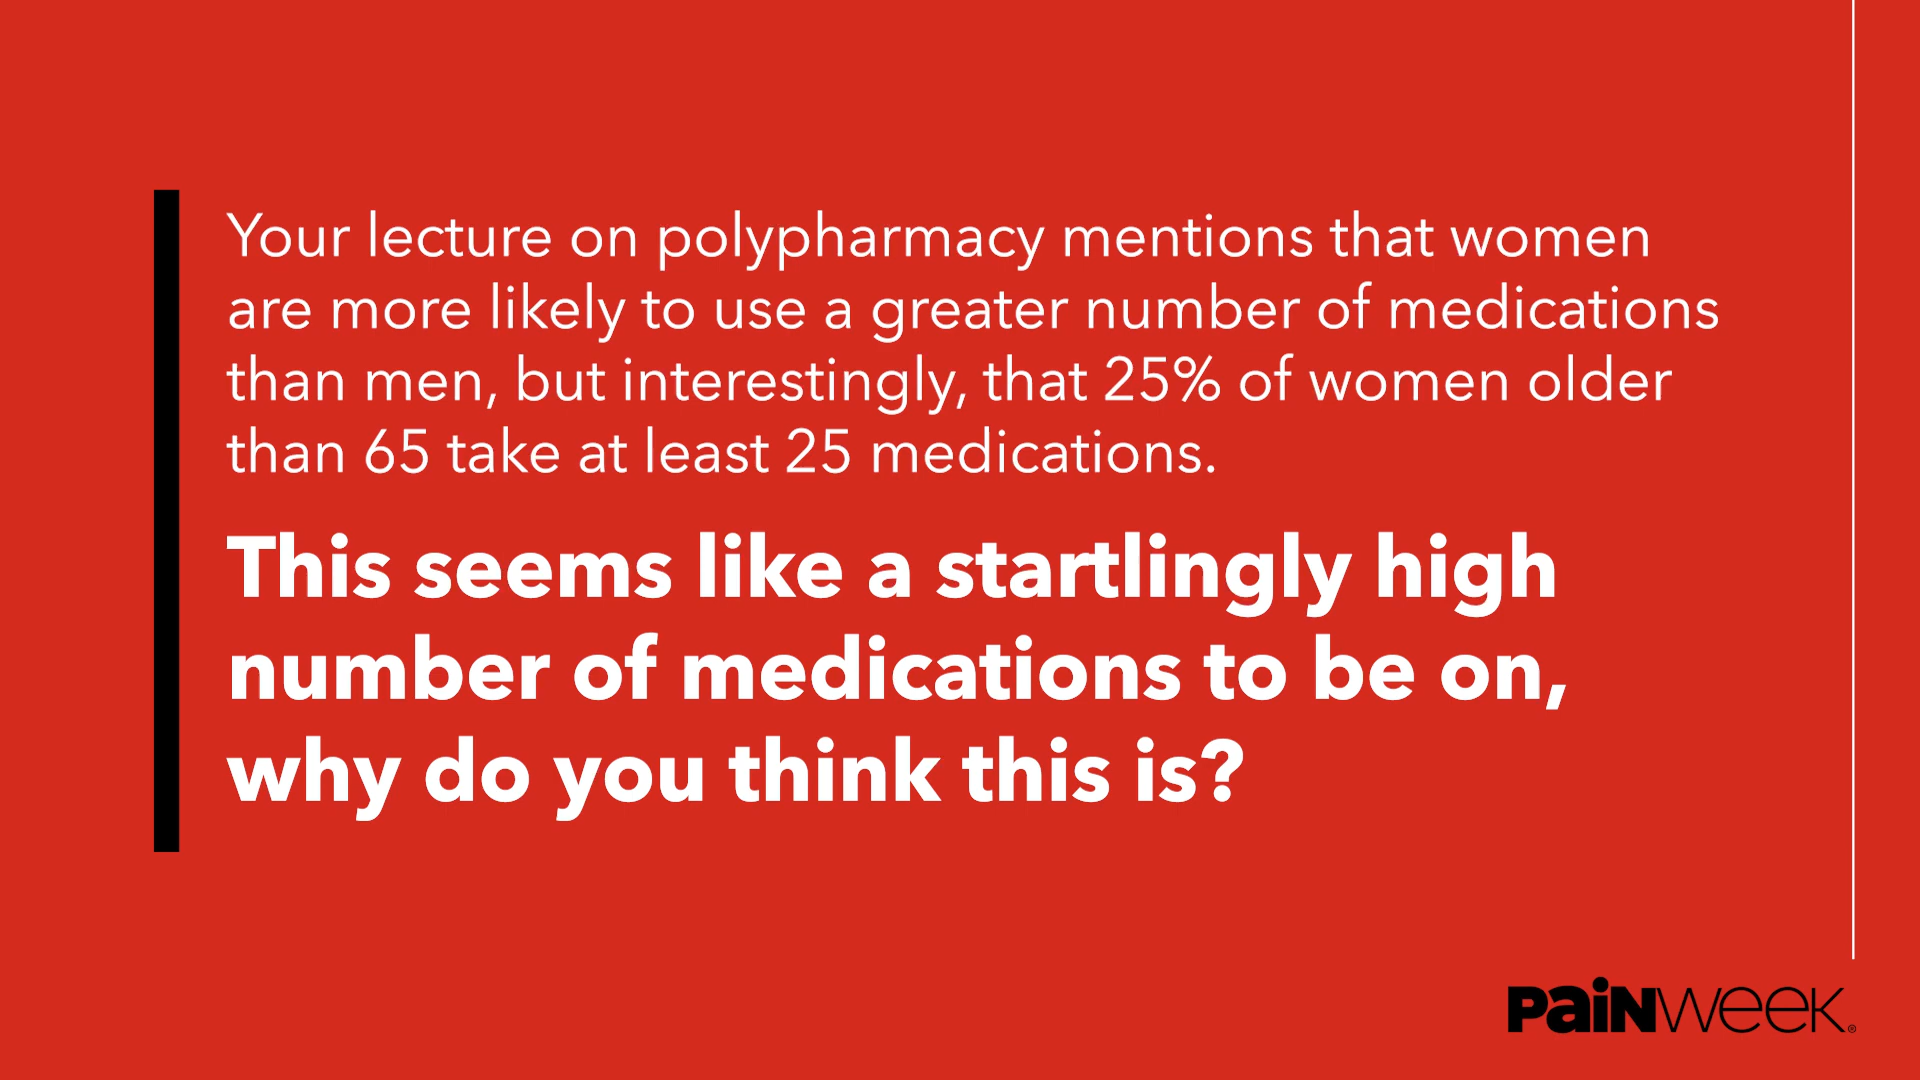 Your lecture on polypharmacy mentions that women
are more likely to use a greater number of medications
than men, but interestingly, that 25% of women older
than 65 take at least 25 medications.
This seems like a startlingly high
number of medications to be on,
why do you think this is?
PaiNWeeK®